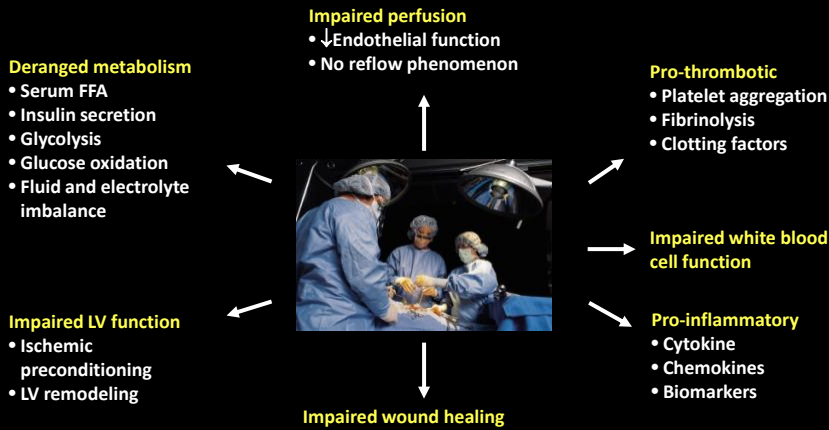 Impaired perfusion
• ↓Endothelial function
• No reflow phenomenon
Deranged metabolism
• Serum FFA
• Insulin secretion
• Glycolysis
• Glucose oxidation
• Fluid and electrolyte
imbalance
Pro-thrombotic
• Platelet aggregation
• Fibrinolysis
• Clotting factors
Impaired white blood
cell function
Impaired LV function
• Ischemic
preconditioning
• LV remodeling
Pro-inflammatory
• Cytokine
• Chemokines
• Biomarkers
Impaired wound healing